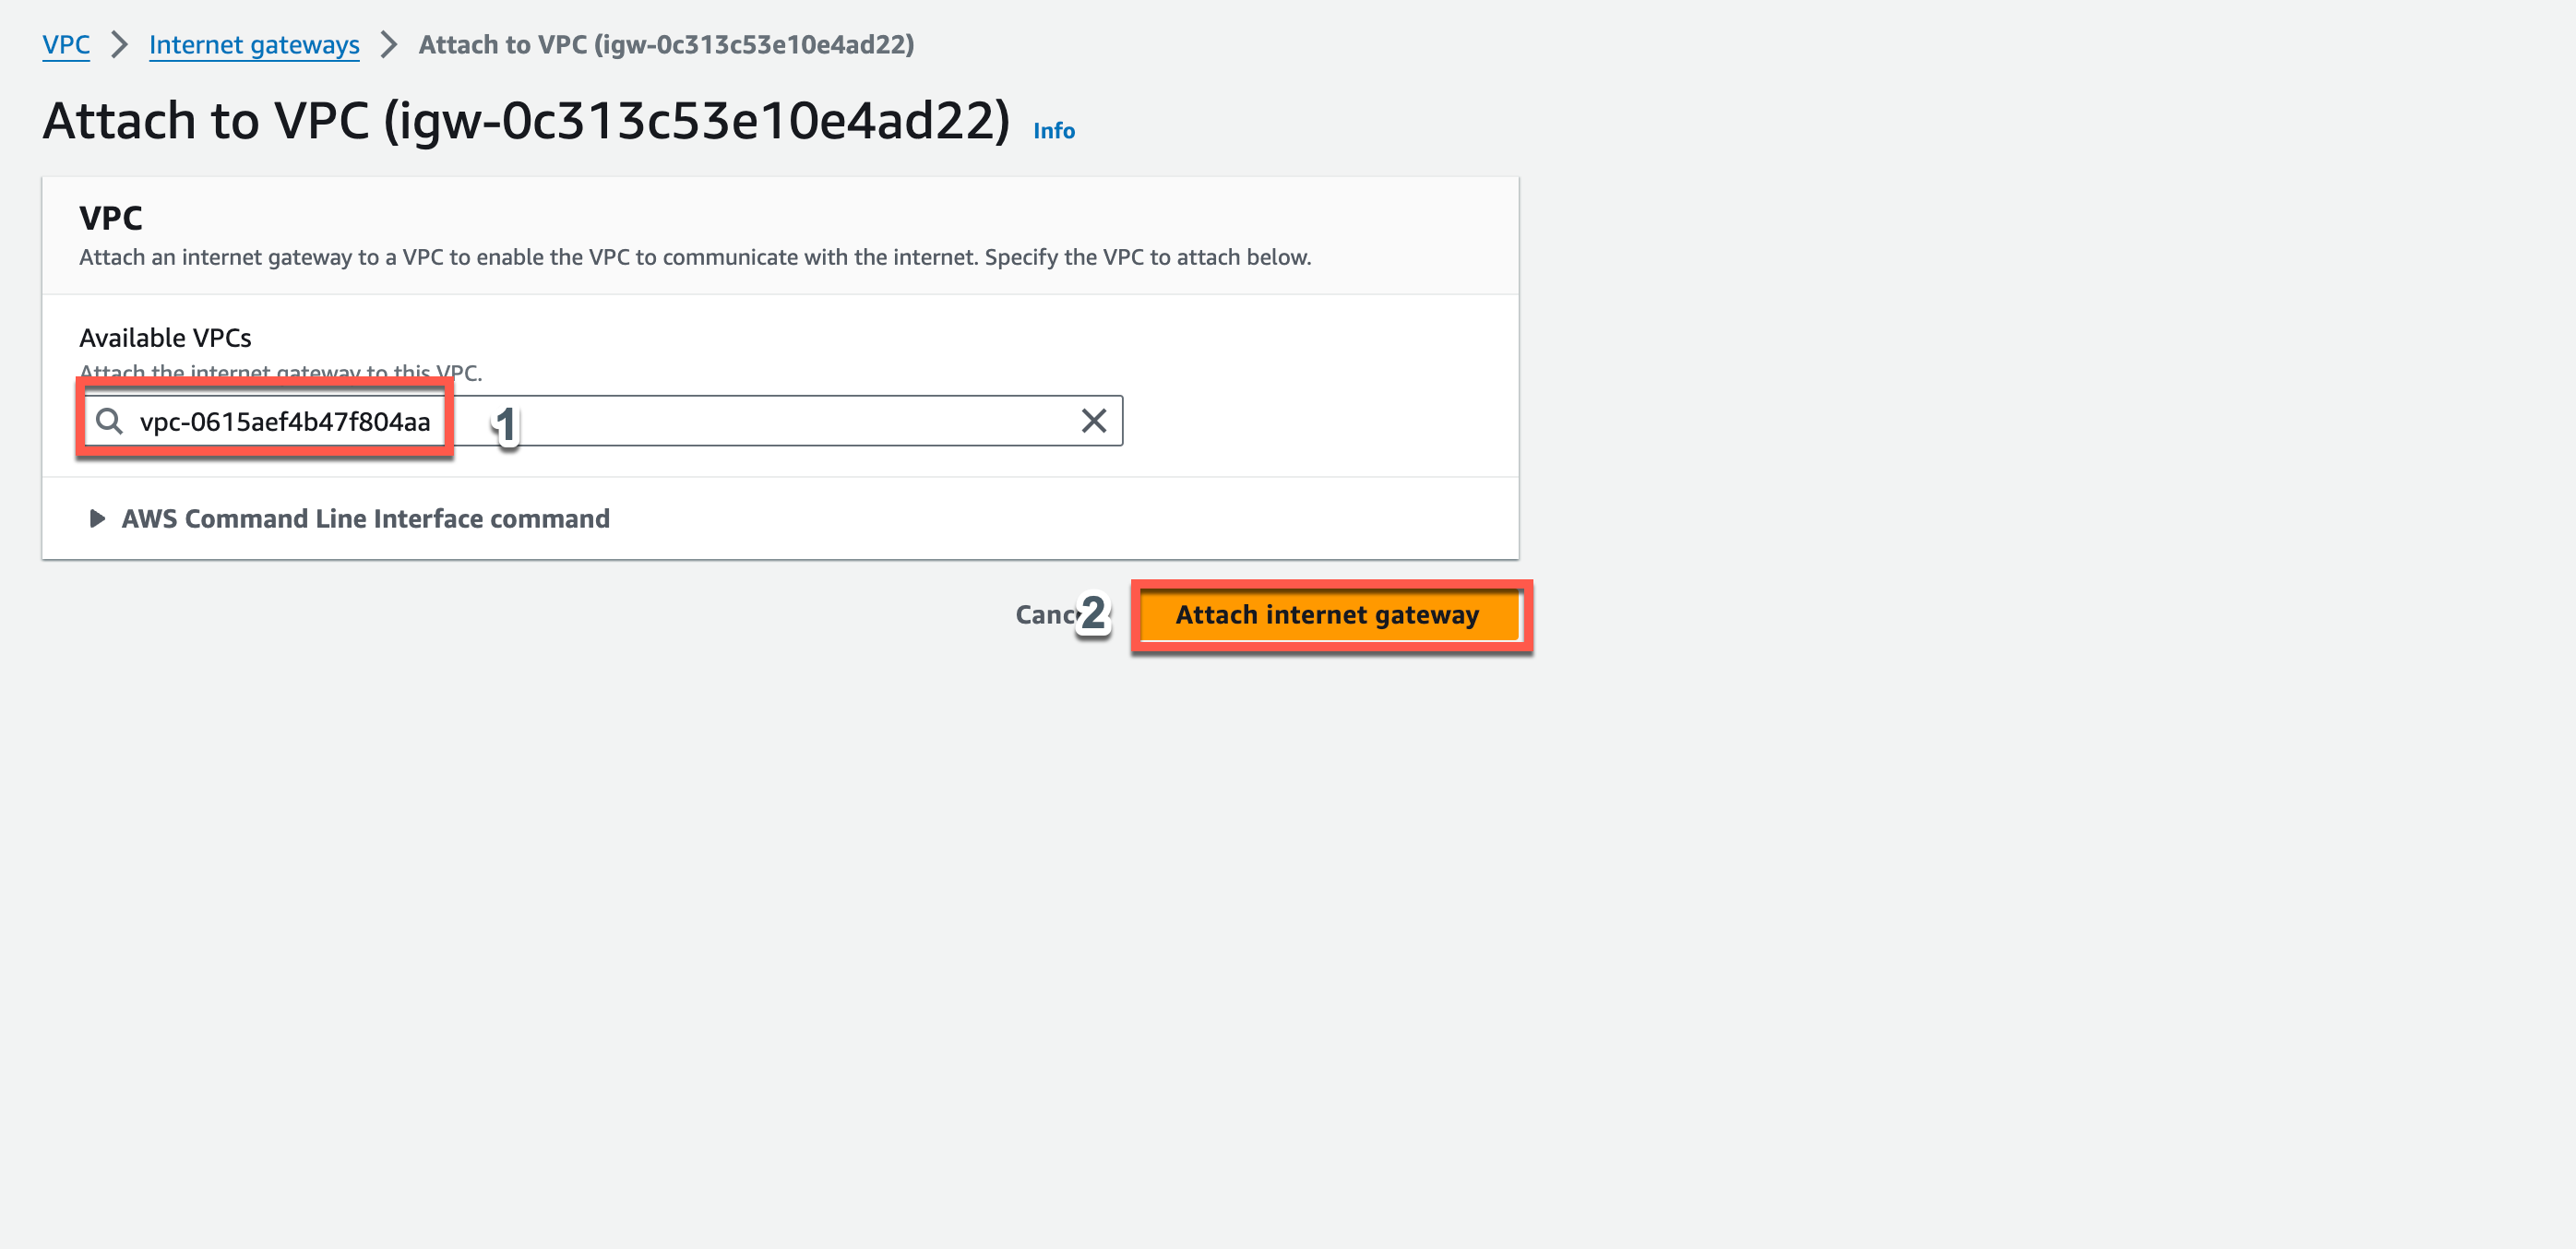 VPC > Internet gateways > Attach to VPC (igw-0c313c53e10e4ad22)
Attach to VPC (igw-0c313c53e10e4ad22) Info
VPC
Attach an internet gateway to a VPC to enable the VPC to communicate with the internet. Specify the VPC to attach below.
Available VPCs
Attach the internet gateway to this VPC.
vpc-0615aef4b47f804aa 1
AWS Command Line Interface command
Canc 2 Attach internet gateway